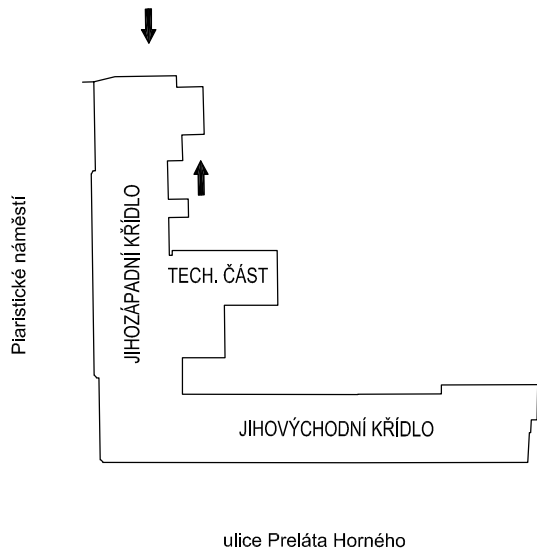 Piaristické náměstí
JIHOZÁPADNÍ KŘÍDLO
TECH. ČÁST
JIHOVÝCHODNÍ KŘÍDLO
ulice Preláta Horného